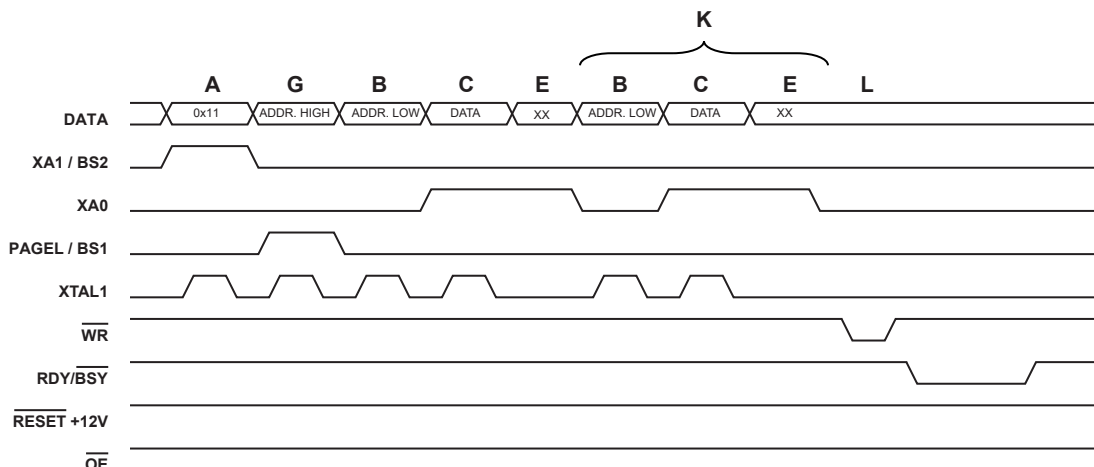 K
A G B C E B C E L
DATA 0x11 ADDR. HIGH ADDR. LOW DATA XX ADDR. LOW DATA XX
XA1 / BS2
XA0
PAGEL / BS1
XTAL1
WR
RDY/BSY
RESET +12V
OE